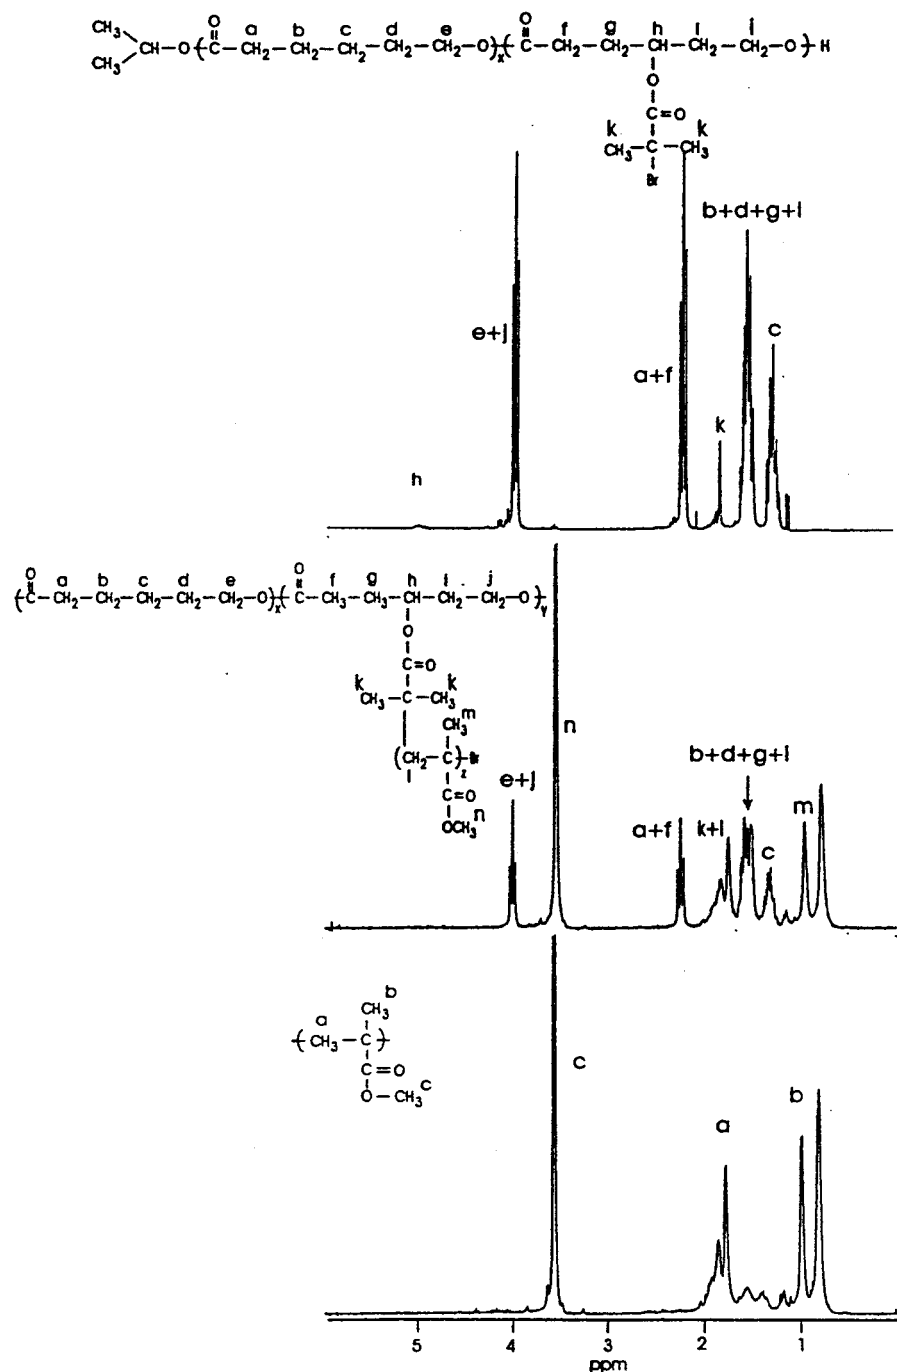 a b c d e f g h i j
CH3 O O
CH-O-(C-CH2-CH2-CH2-CH2-CH2-O)x(C-CH2-CH2-CH-CH2-CH2-O)H
CH3
O
C=O
k k
CH3-C-CH3
Br
b+d+g+i
e+j
c
a+f
k
h
a b c d e f g h i j
O O
(C-CH2-CH2-CH2-CH2-CH2-O)x(C-CH3-CH3-CH-CH2-CH2-O)y
O
C=O
k k
CH3-C-CH3
m
CH3
(CH2-C)z-Br
l
C=O
OCH3 n
n
b+d+g+i
e+j
a+f
k+l
c
m
b
CH3
a
(CH3-C)
C=O
O-CH3 c
c
b
a
5 4 3 2 1
ppm